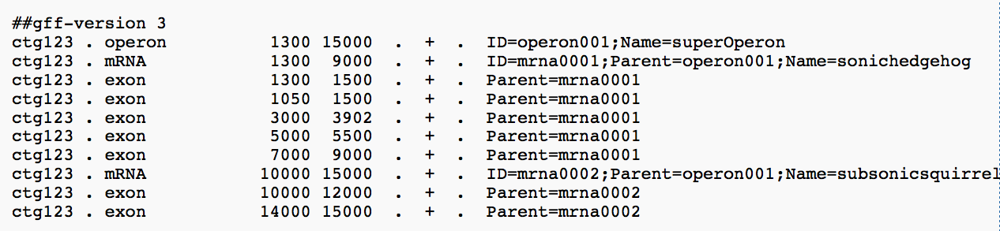 ##gff-version 3
ctg123 . operon 1300 15000 . + . ID=operon001;Name=superOperon
ctg123 . mRNA 1300 9000 . + . ID=mrna0001;Parent=operon001;Name=sonichedgehog
ctg123 . exon 1300 1500 . + . Parent=mrna0001
ctg123 . exon 1050 1500 . + . Parent=mrna0001
ctg123 . exon 3000 3902 . + . Parent=mrna0001
ctg123 . exon 5000 5500 . + . Parent=mrna0001
ctg123 . exon 7000 9000 . + . Parent=mrna0001
ctg123 . mRNA 10000 15000 . + . ID=mrna0002;Parent=operon001;Name=subsonicsquirrel
ctg123 . exon 10000 12000 . + . Parent=mrna0002
ctg123 . exon 14000 15000 . + . Parent=mrna0002